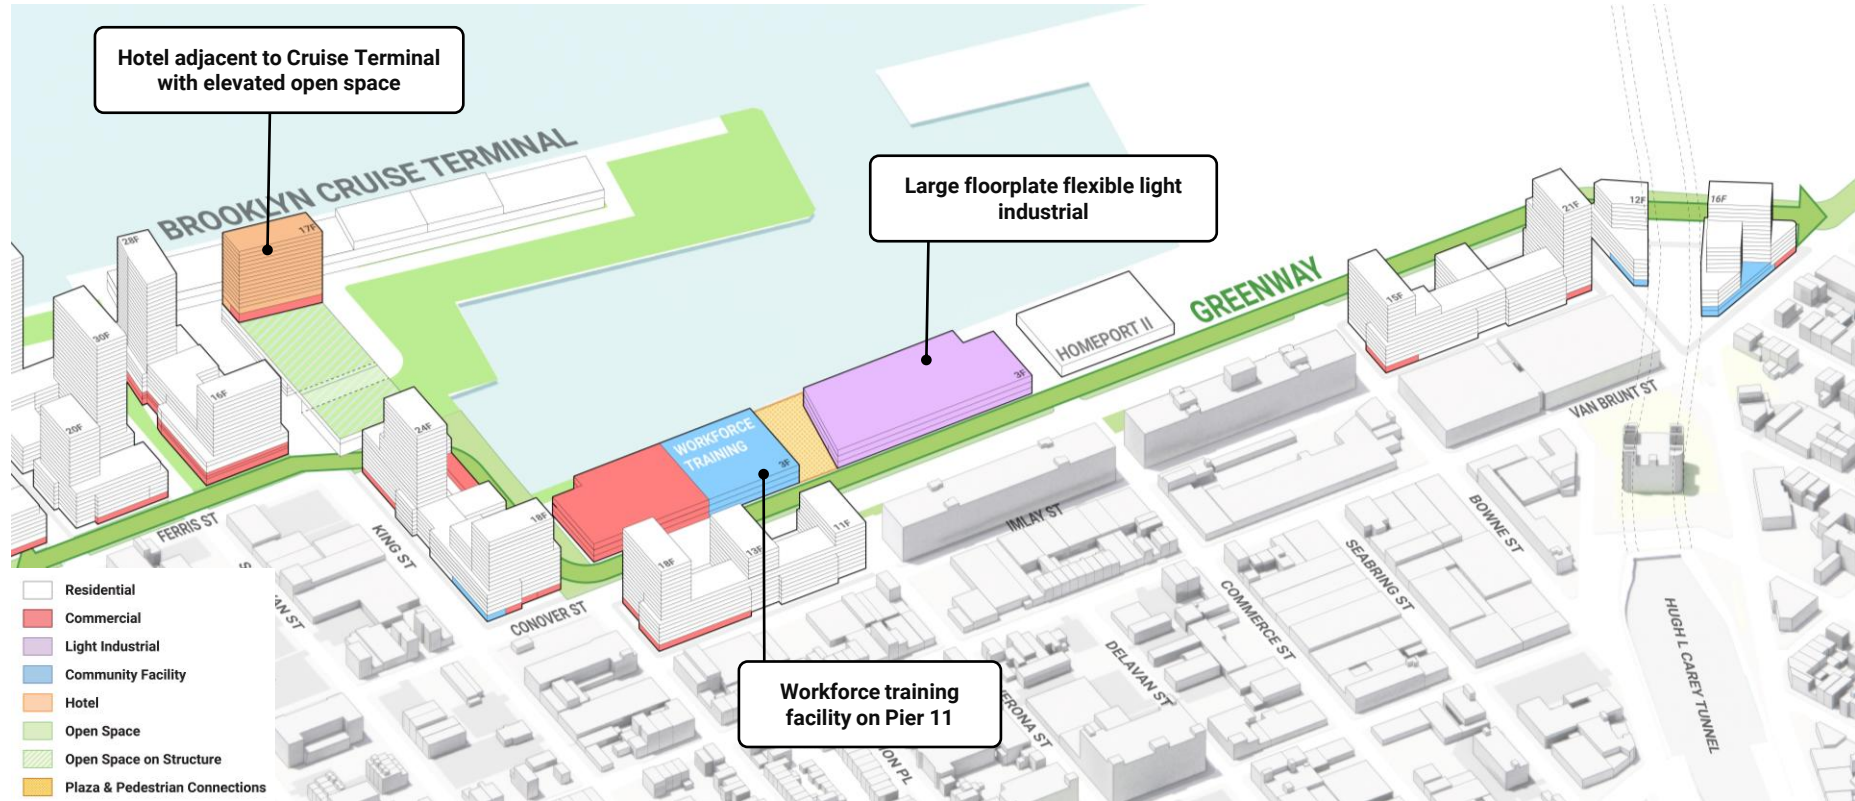 Hotel adjacent to Cruise Terminal
with elevated open space
BROOKLYN CRUISE TERMINAL
Large floorplate flexible light
industrial
28F
17F
30F
16F
20F
24F
18F
WORKFORCE
TRAINING
3F
3F
HOMEPORT II
GREENWAY
21F
12F
16F
15F
18F
13F
11F
FERRIS ST
KING ST
CONOVER ST
IMLAY ST
VAN BRUNT ST
BOWNE ST
SEABRING ST
COMMERCE ST
DELAVAN ST
HUGH L CAREY TUNNEL
Workforce training
facility on Pier 11
Residential
Commercial
Light Industrial
Community Facility
Hotel
Open Space
Open Space on Structure
Plaza & Pedestrian Connections